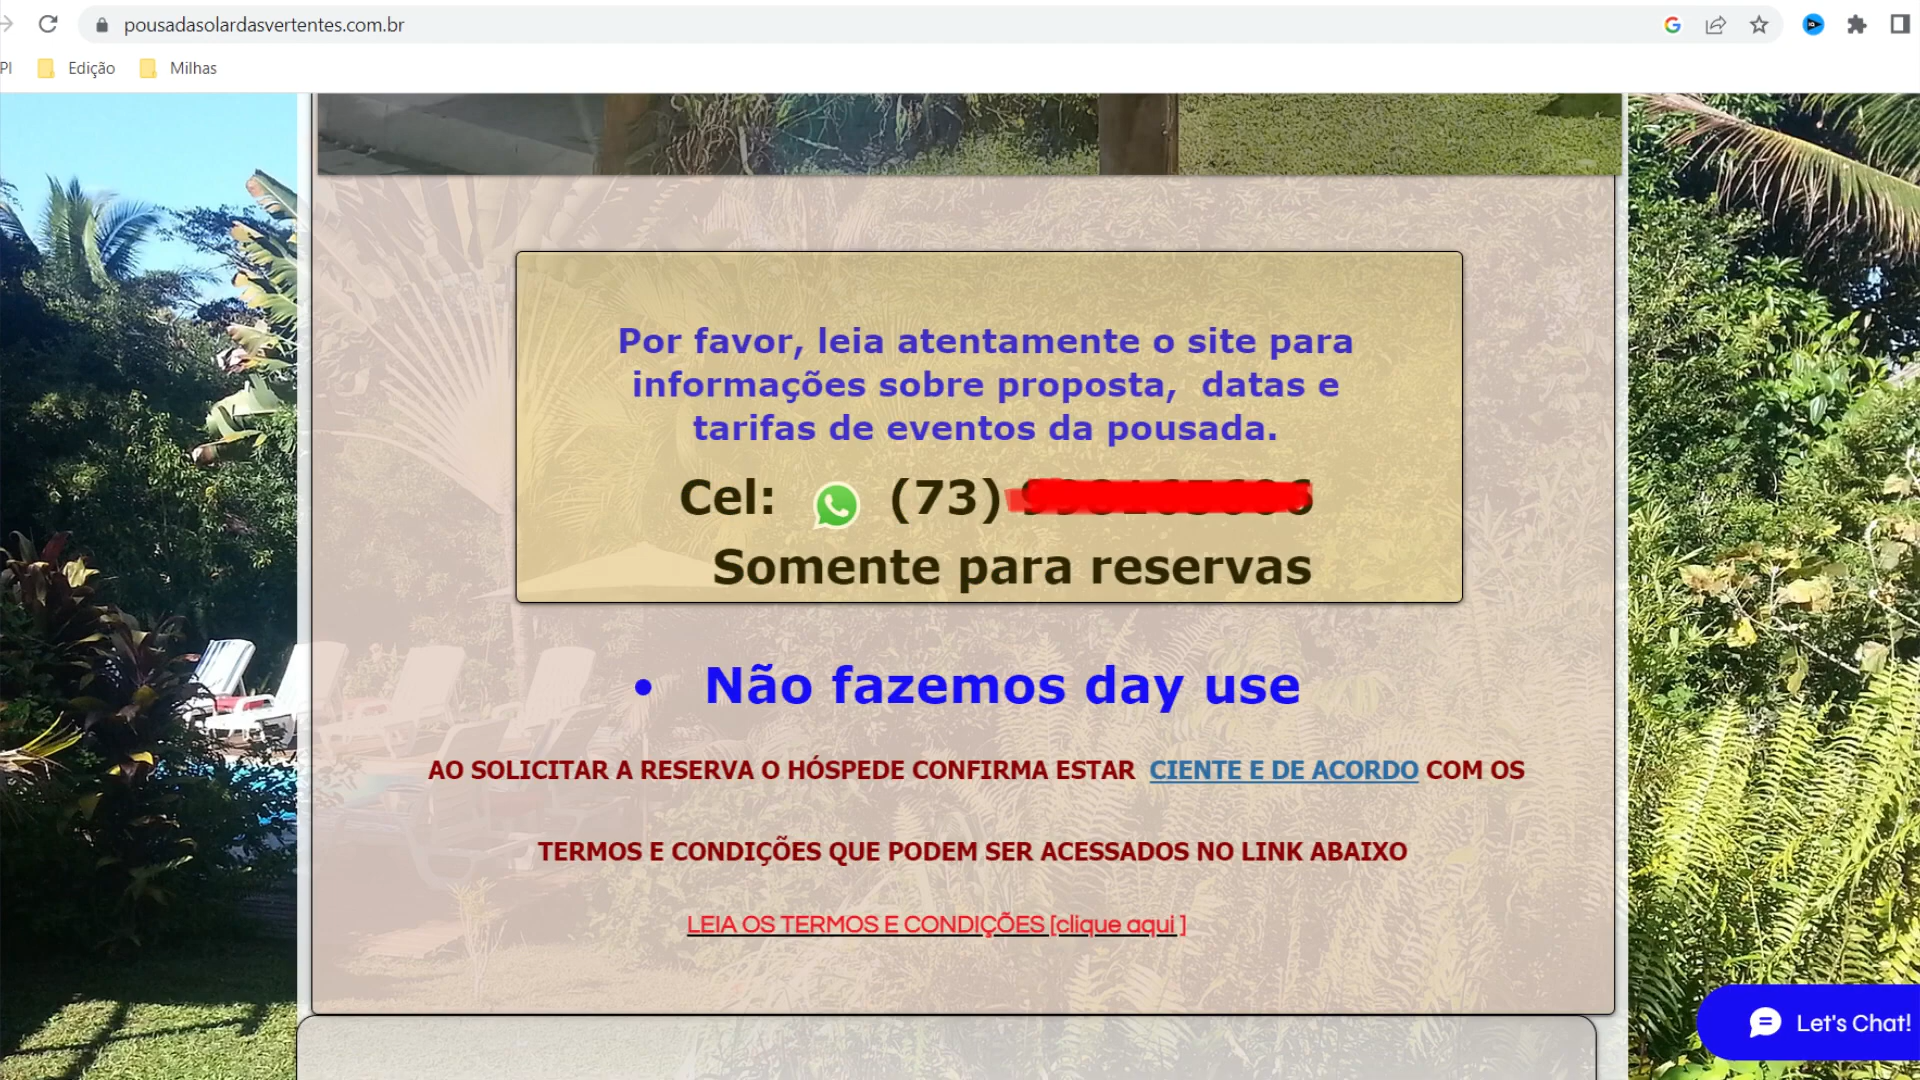 pousadasolardasvertentes.com.br
PI Edição Milhas
Por favor, leia atentamente o site para
informações sobre proposta, datas e
tarifas de eventos da pousada.
Cel: (73)
Somente para reservas
• Não fazemos day use
AO SOLICITAR A RESERVA O HÓSPEDE CONFIRMA ESTAR CIENTE E DE ACORDO COM OS
TERMOS E CONDIÇÕES QUE PODEM SER ACESSADOS NO LINK ABAIXO
LEIA OS TERMOS E CONDIÇÕES [clique aqui ]
Let's Chat!